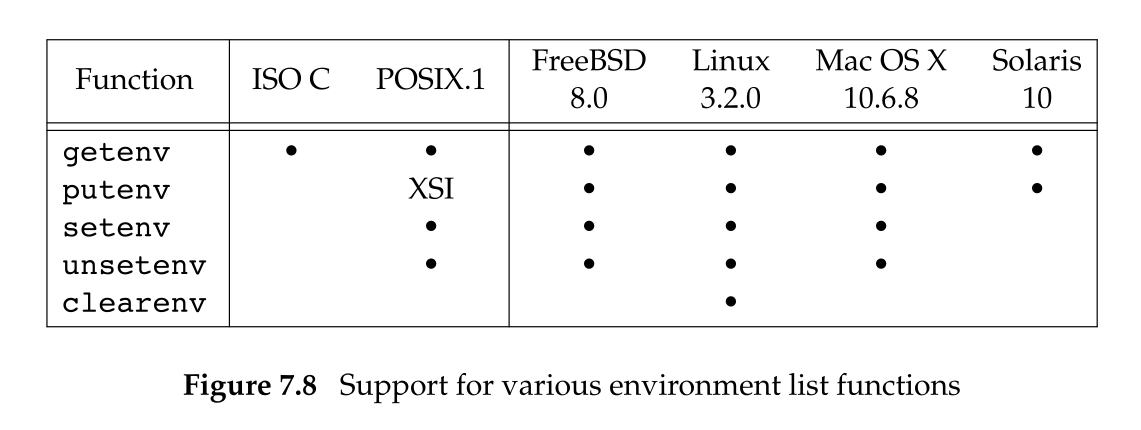 Function ISO C POSIX.1 FreeBSD 8.0 Linux 3.2.0 Mac OS X 10.6.8 Solaris 10
getenv • • • • • •
putenv XSI • • • •
setenv • • • •
unsetenv • • • •
clearenv •
Figure 7.8 Support for various environment list functions